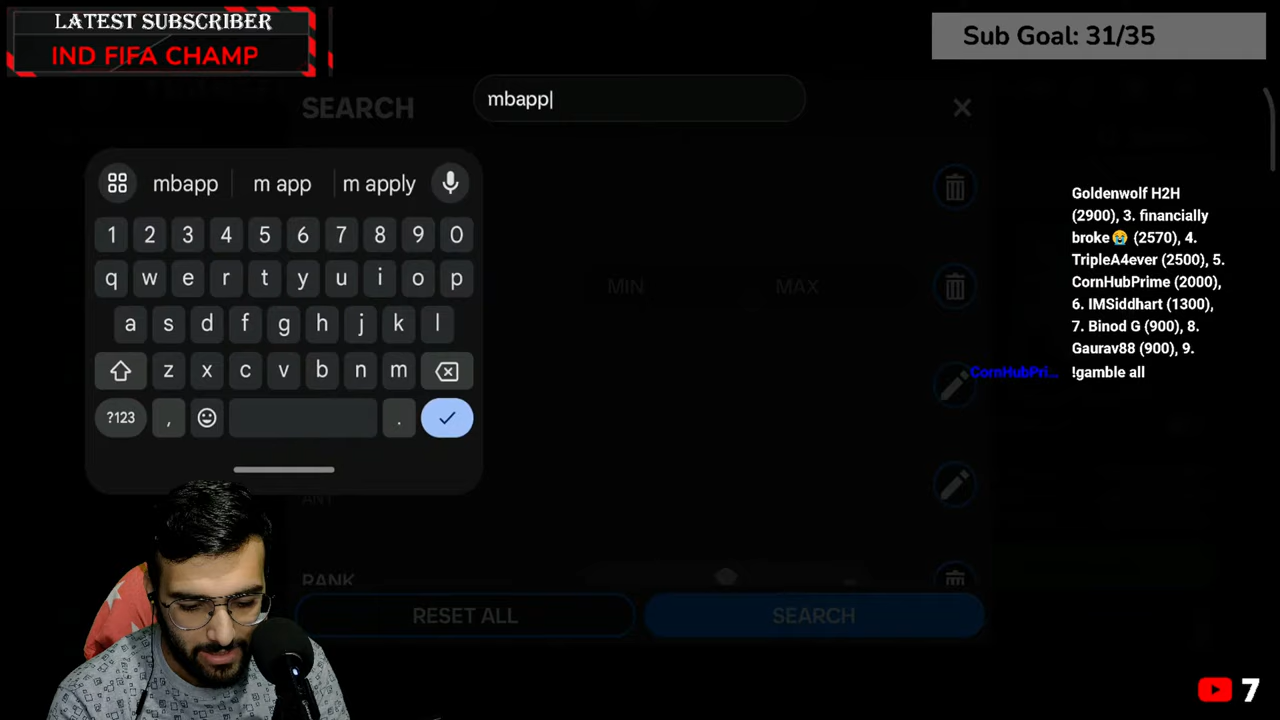 LATEST SUBSCRIBER
IND FIFA CHAMP
Sub Goal: 31/35
SEARCH
mbapp
mbapp m app m apply
1 2 3 4 5 6 7 8 9 0
q w e r t y u i o p
a s d f g h j k l
z x c v b n m
?123 , .
MIN MAX
ANY
RANK
RESET ALL SEARCH
Goldenwolf H2H
(2900), 3. financially
broke😭 (2570), 4.
TripleA4ever (2500), 5.
CornHubPrime (2000),
6. IMSiddhart (1300),
7. Binod G (900), 8.
Gaurav88 (900), 9.
CornHubPri... !gamble all
7